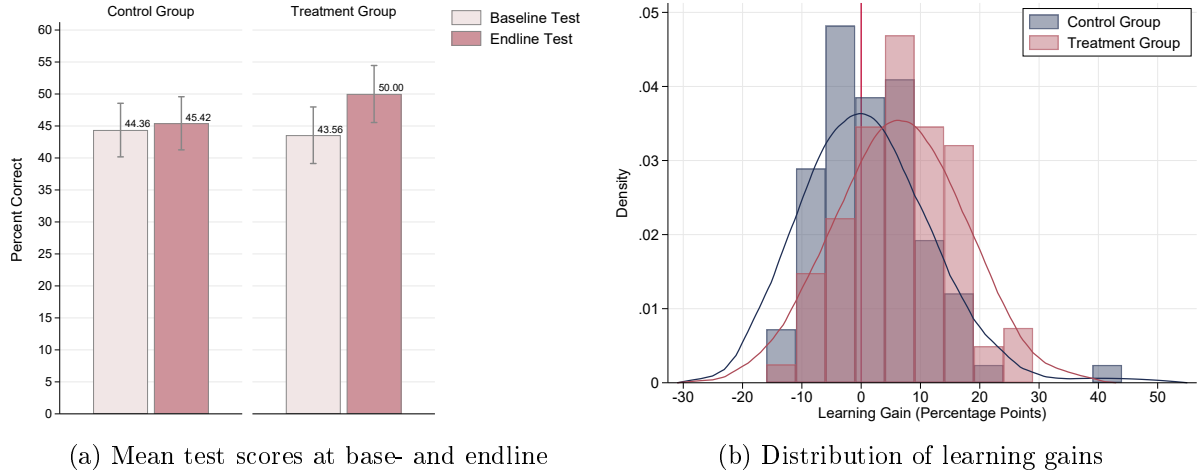 Control Group
Treatment Group
Baseline Test
Endline Test
Percent Correct
60
55
50
45
40
35
30
25
20
15
10
5
0
44.36
45.42
43.56
50.00
(a) Mean test scores at base- and endline
Control Group
Treatment Group
Density
.05
.04
.03
.02
.01
0
-30
-20
-10
0
10
20
30
40
50
Learning Gain (Percentage Points)
(b) Distribution of learning gains